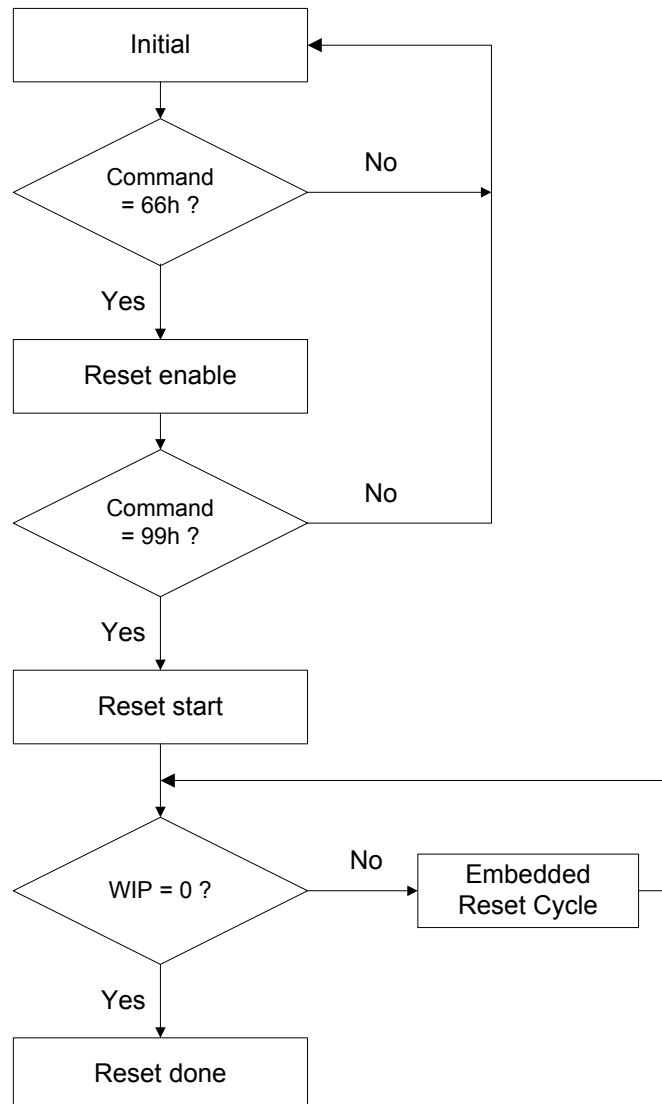 Initial
Command
= 66h ?
No
Yes
Reset enable
Command
= 99h ?
No
Yes
Reset start
WIP = 0 ?
No
Embedded
Reset Cycle
Yes
Reset done